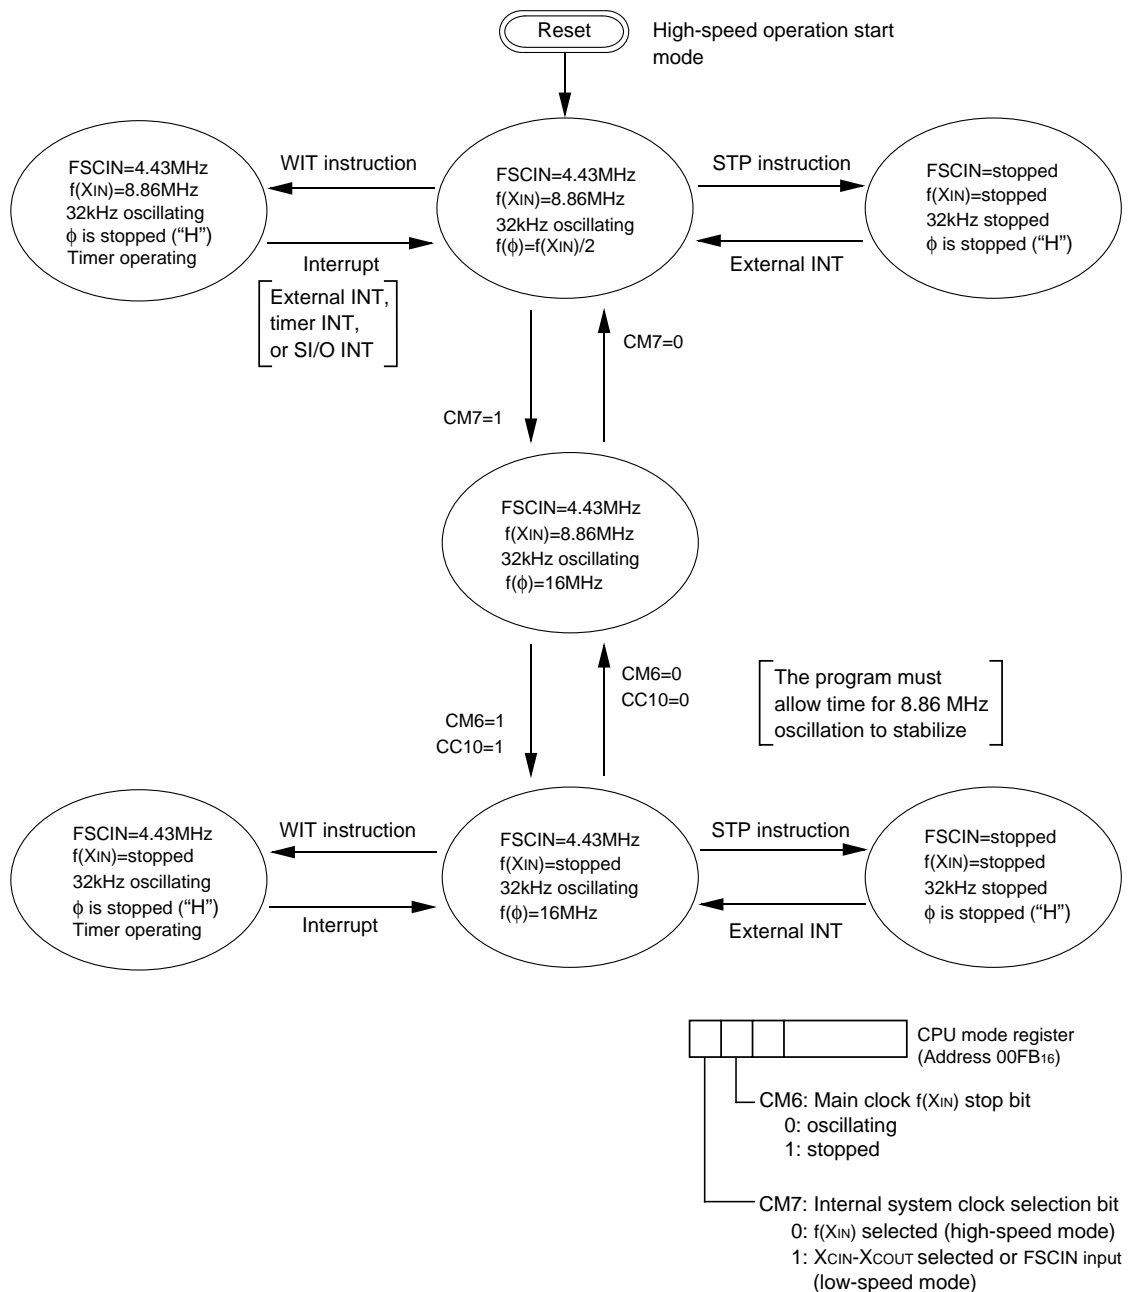 Reset
High-speed operation start
mode
FSCIN=4.43MHz
f(XIN)=8.86MHz
32kHz oscillating
ϕ is stopped (“H”)
Timer operating
WIT instruction
Interrupt
External INT,
timer INT,
or SI/O INT
FSCIN=4.43MHz
f(XIN)=8.86MHz
32kHz oscillating
f(ϕ)=f(XIN)/2
STP instruction
External INT
FSCIN=stopped
f(XIN)=stopped
32kHz stopped
ϕ is stopped (“H”)
CM7=0
CM7=1
FSCIN=4.43MHz
f(XIN)=8.86MHz
32kHz oscillating
f(ϕ)=16MHz
CM6=0
CC10=0
The program must
allow time for 8.86 MHz
oscillation to stabilize
CM6=1
CC10=1
FSCIN=4.43MHz
f(XIN)=stopped
32kHz oscillating
ϕ is stopped (“H”)
Timer operating
WIT instruction
Interrupt
FSCIN=4.43MHz
f(XIN)=stopped
32kHz oscillating
f(ϕ)=16MHz
STP instruction
External INT
FSCIN=stopped
f(XIN)=stopped
32kHz stopped
ϕ is stopped (“H”)
CPU mode register
(Address 00FB16)
CM6: Main clock f(XIN) stop bit
0: oscillating
1: stopped
CM7: Internal system clock selection bit
0: f(XIN) selected (high-speed mode)
1: XCIN-XCOUT selected or FSCIN input
(low-speed mode)